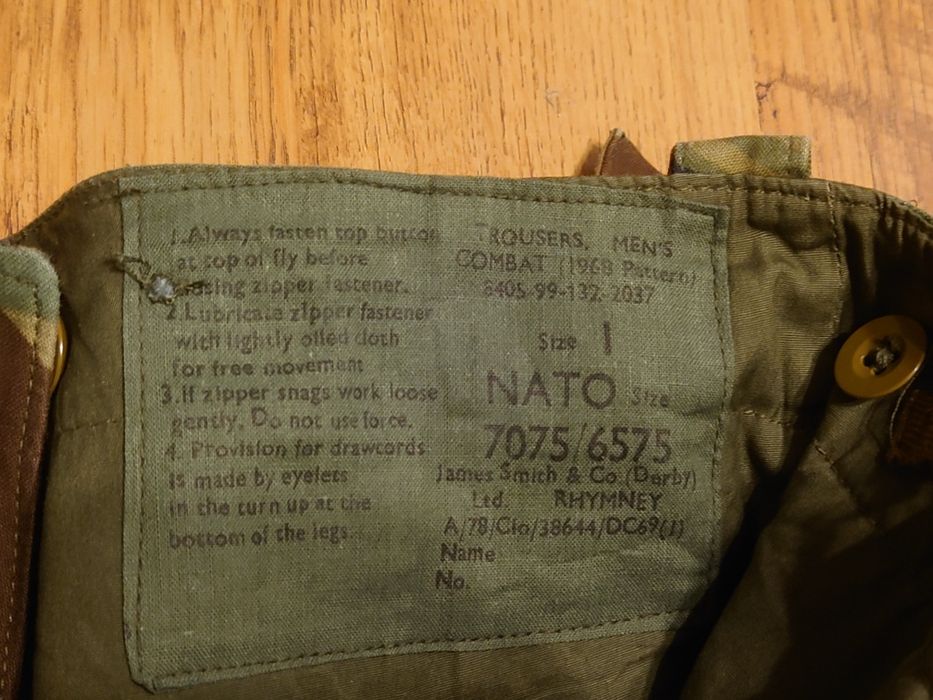 1. Always fasten top button
at top of fly before
closing zipper fastener.
2. Lubricate zipper fastener
with lightly oiled cloth
for free movement
3. If zipper snags work loose
gently. Do not use force.
4. Provision for drawcords
is made by eyelets
in the turn up at the
bottom of the legs.
TROUSERS, MEN'S
COMBAT (1968 Pattern)
8405-99-132-2037
Size 1
NATO Size
7075/6575
James Smith & Co (Derby)
Ltd. RHYMNEY
A/78/Clo/38644/DC69(1)
Name
No.